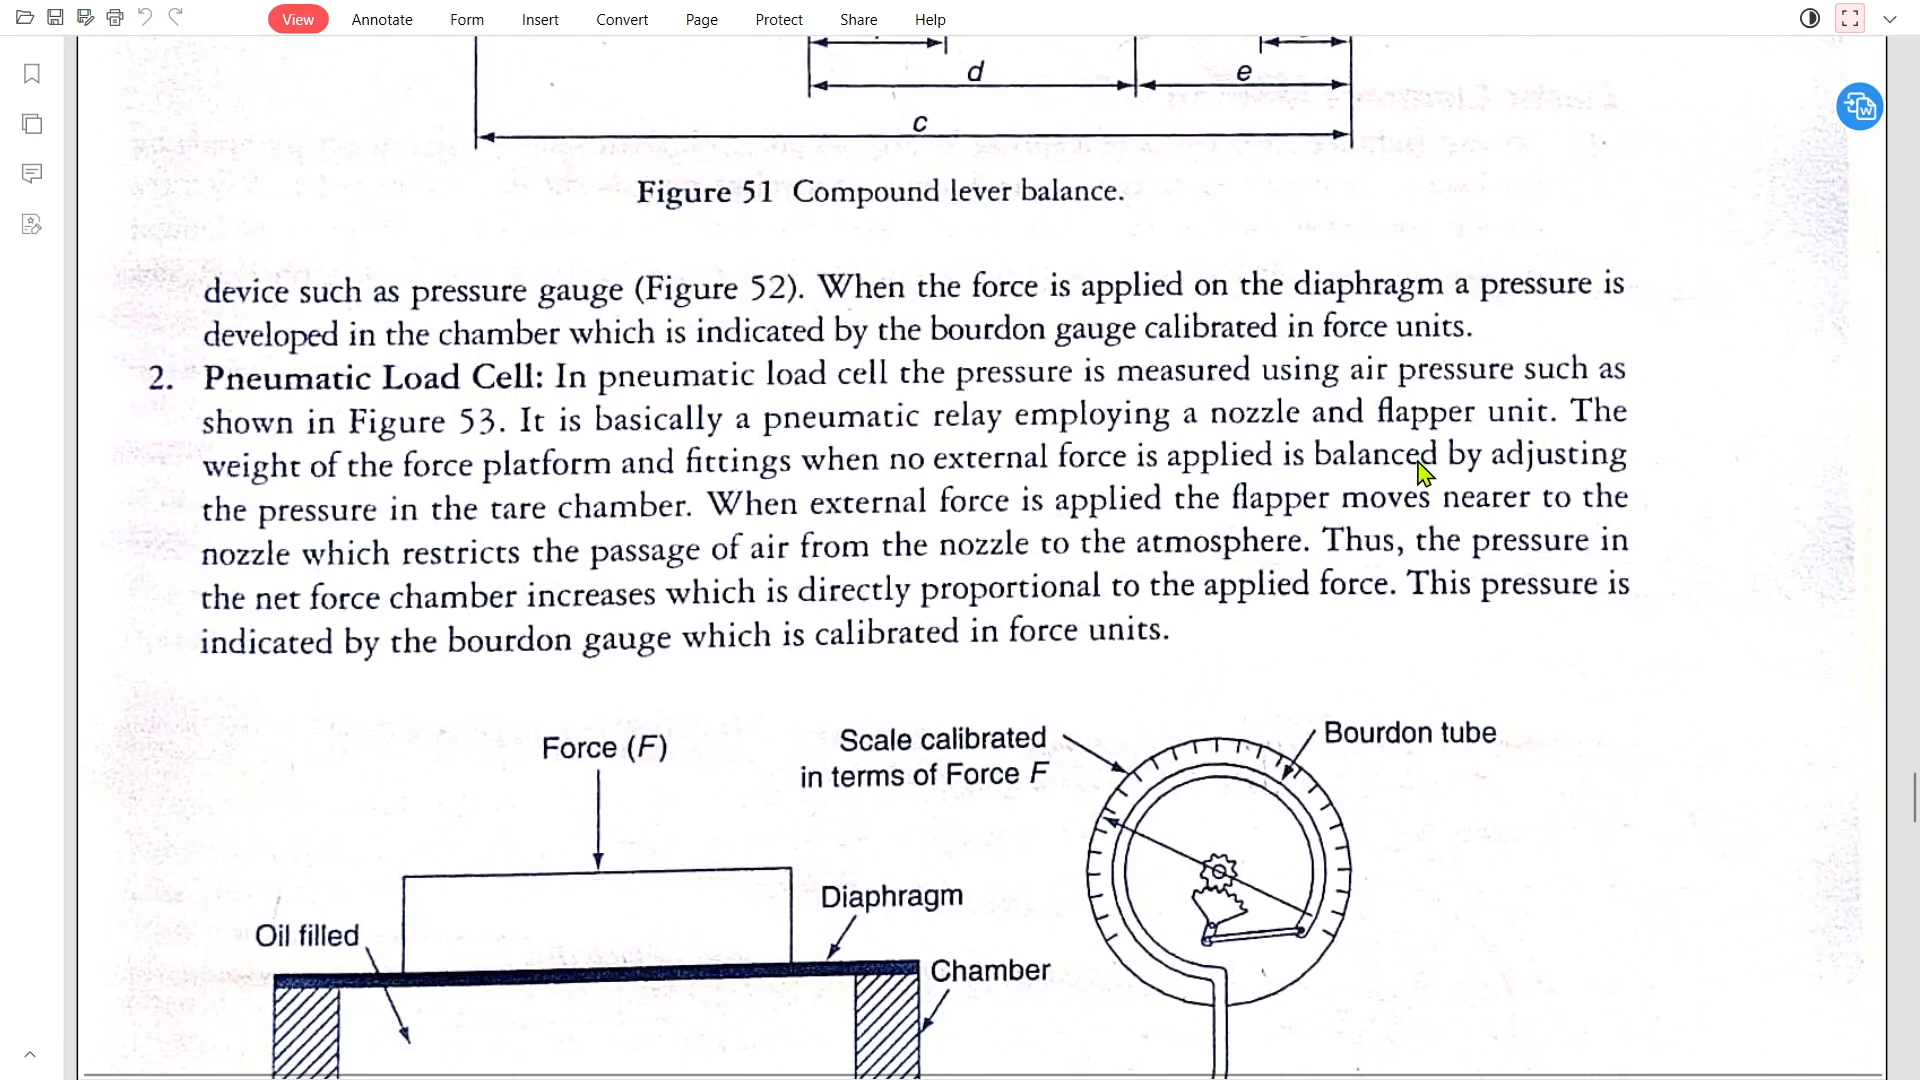 View Annotate Form Insert Convert Page Protect Share Help
d e
c
Figure 51 Compound lever balance.
device such as pressure gauge (Figure 52). When the force is applied on the diaphragm a pressure is
developed in the chamber which is indicated by the bourdon gauge calibrated in force units.
2. Pneumatic Load Cell: In pneumatic load cell the pressure is measured using air pressure such as
shown in Figure 53. It is basically a pneumatic relay employing a nozzle and flapper unit. The
weight of the force platform and fittings when no external force is applied is balanced by adjusting
the pressure in the tare chamber. When external force is applied the flapper moves nearer to the
nozzle which restricts the passage of air from the nozzle to the atmosphere. Thus, the pressure in
the net force chamber increases which is directly proportional to the applied force. This pressure is
indicated by the bourdon gauge which is calibrated in force units.
Force (F)
Scale calibrated
in terms of Force F
Bourdon tube
Diaphragm
Oil filled
Chamber